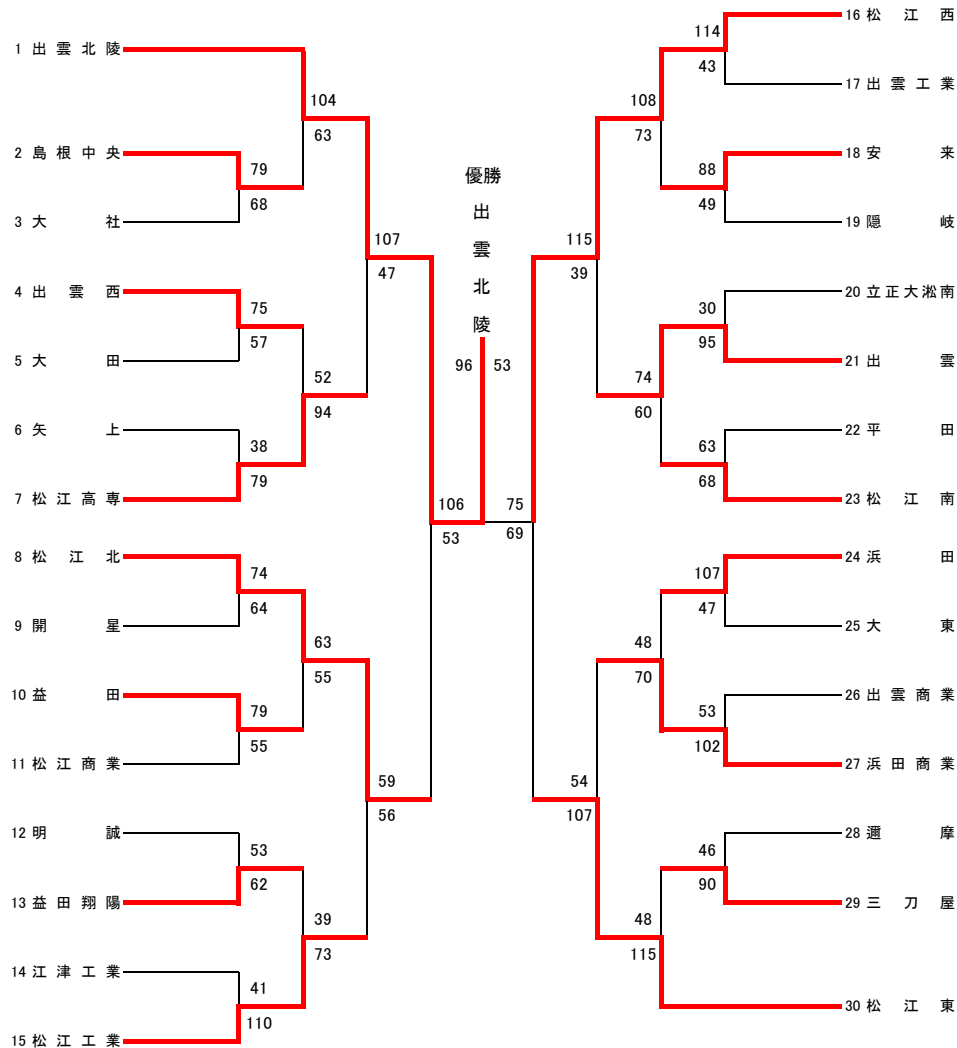 1 出雲北陵
104
63
2 島根中央
79
68
3 大社
107
47
4 出雲西
75
57
5 大田
52
94
6 矢上
38
79
7 松江高専
106
53
8 松江北
74
64
9 開星
63
55
10 益田
79
55
11 松江商業
59
56
12 明誠
53
62
13 益田翔陽
39
73
14 江津工業
41
110
15 松江工業
優勝
出
雲
北
陵
96 53
16 松江西
114
43
17 出雲工業
108
73
18 安来
88
49
19 隠岐
115
39
20 立正大淞南
30
95
21 出雲
74
60
22 平田
63
68
23 松江南
75
69
24 浜田
107
47
25 大東
48
70
26 出雲商業
53
102
27 浜田商業
54
107
28 邇摩
46
90
29 三刀屋
48
115
30 松江東